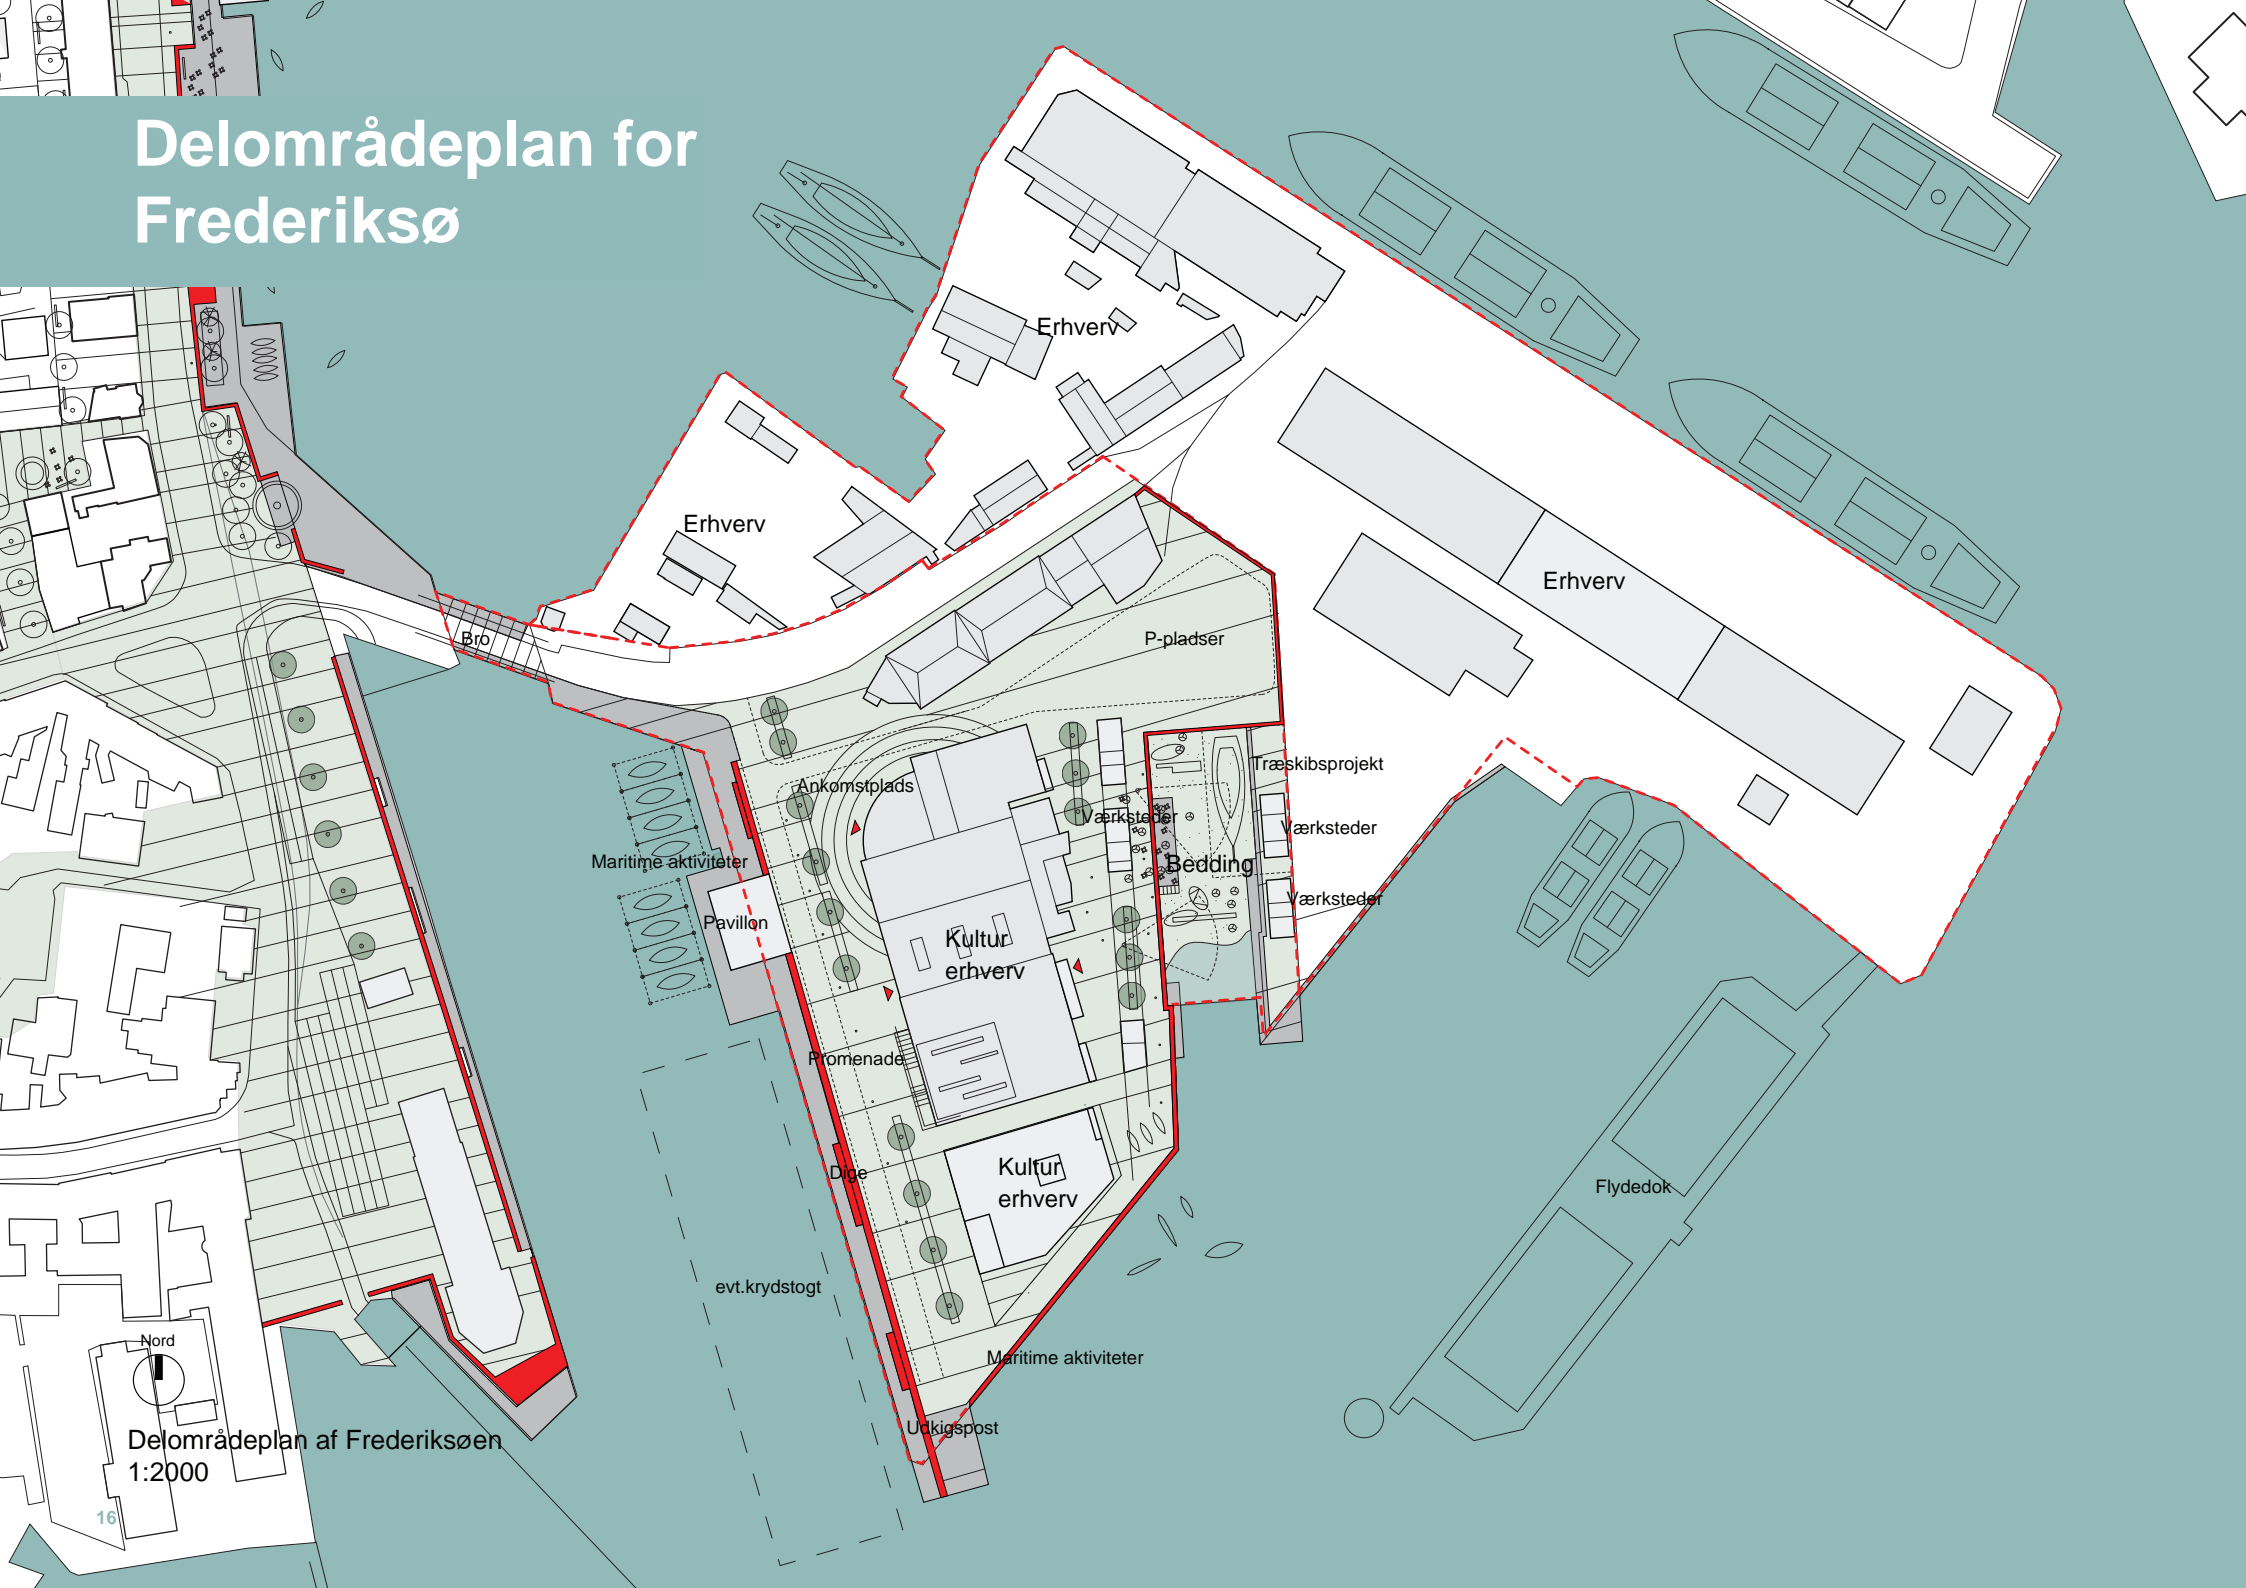 Delområdeplan for
Frederiksø
Erhverv
Erhverv
Erhverv
Bro
P-pladser
Ankomstplads
Træskibsprojekt
Værksteder
Værksteder
Maritime aktiviteter
Bedding
Værksteder
Pavillon
Kultur
erhverv
Promenade
Dige
Kultur
erhverv
Flydedok
evt.krydstogt
Maritime aktiviteter
Udkigspost
Nord
Delområdeplan af Frederiksøen
1:2000
16